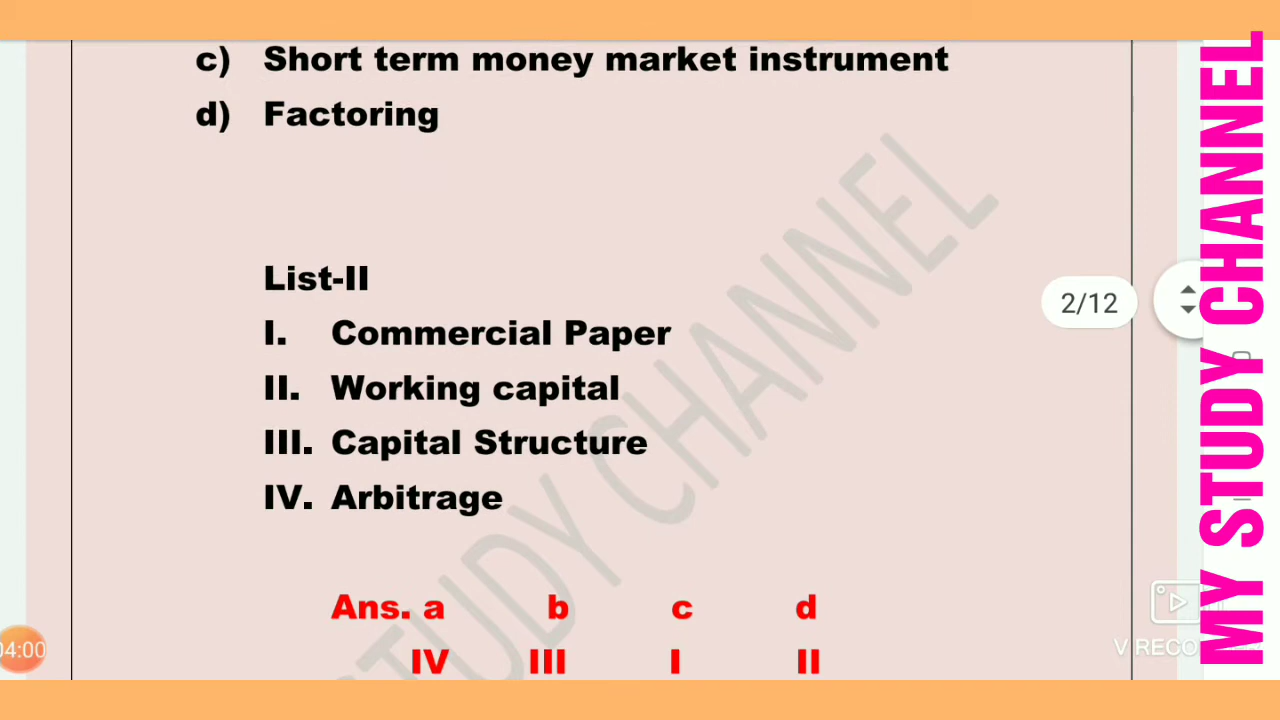 c) Short term money market instrument
d) Factoring
List-II
I. Commercial Paper
II. Working capital
III. Capital Structure
IV. Arbitrage
Ans. a b c d
IV III I II
2/12
04:00
V RECO
MY STUDY CHANNEL
STUDY CHANNEL